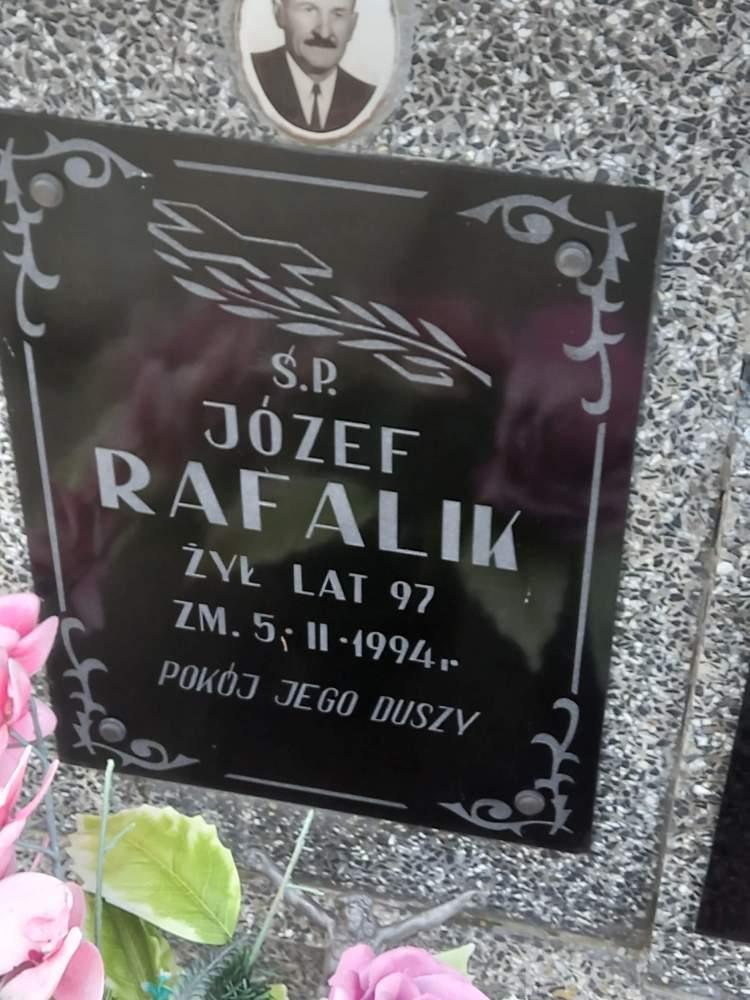 Ś.P.
JÓZEF
RAFALIK
ŻYŁ LAT 97
ZM. 5. II. 1994 r.
POKÓJ JEGO DUSZY